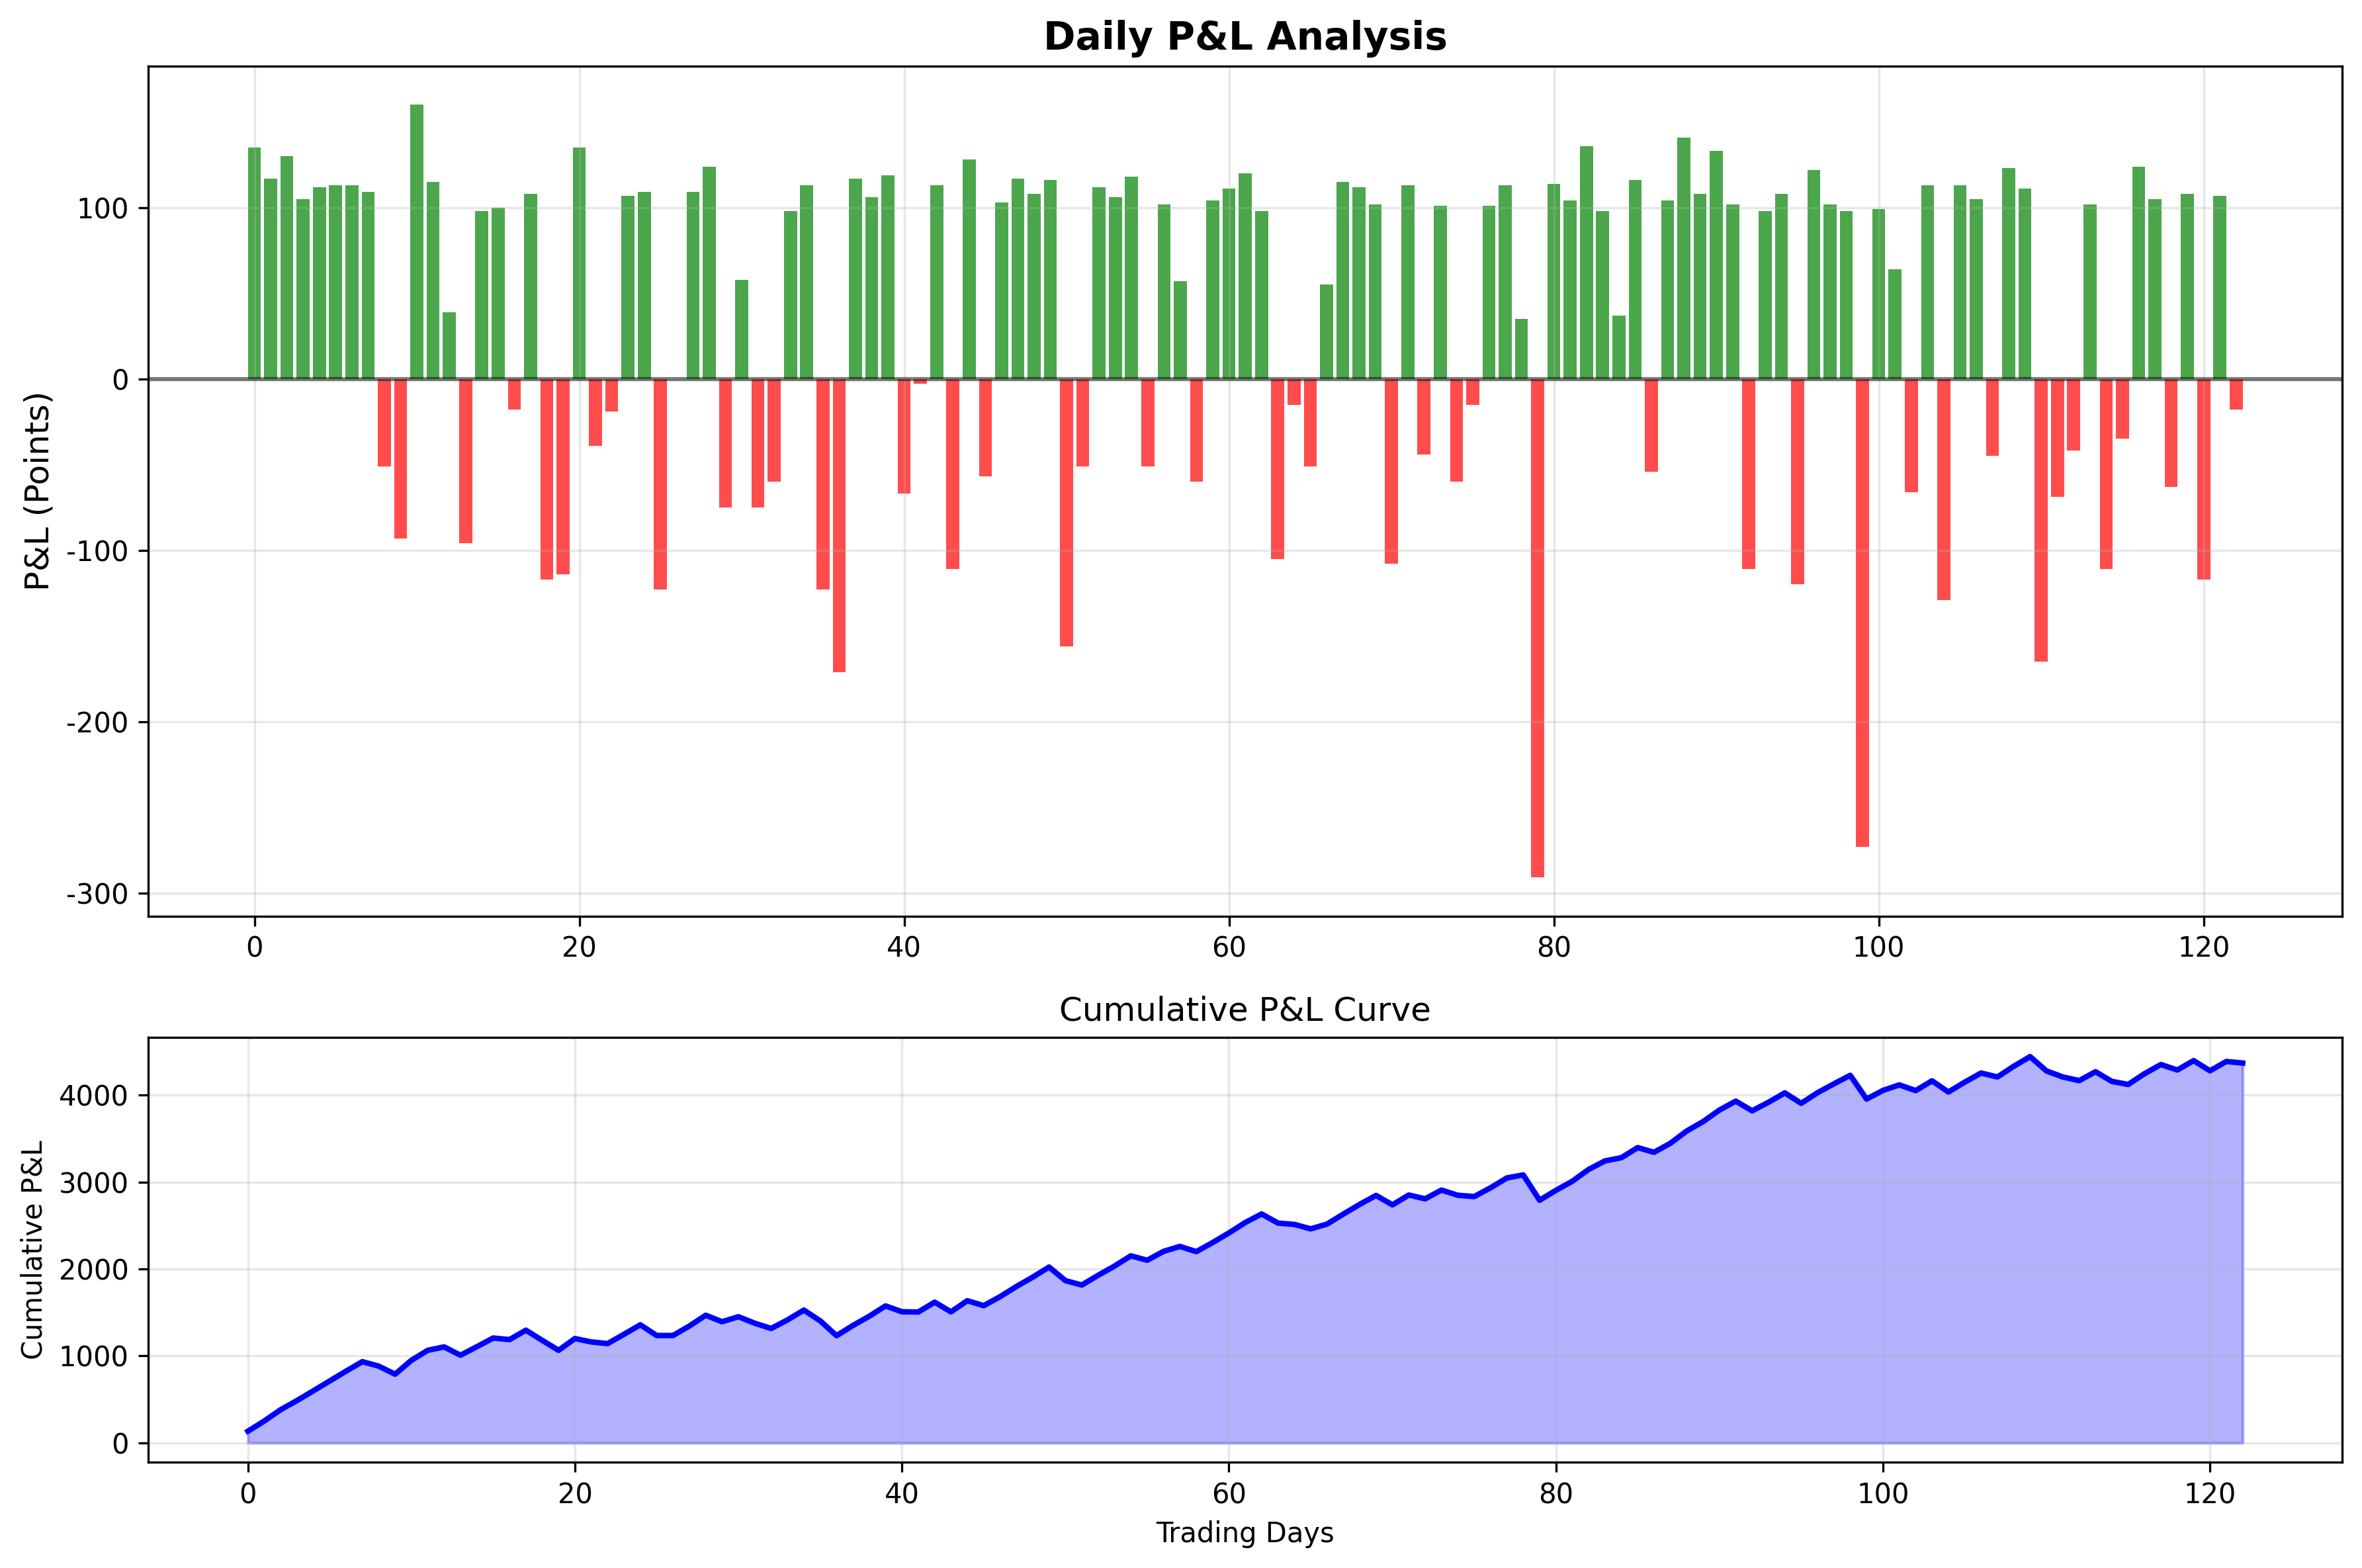 Daily P&L Analysis
P&L (Points)
100
0
-100
-200
-300
0 20 40 60 80 100 120
Cumulative P&L Curve
Cumulative P&L
4000
3000
2000
1000
0
0 20 40 60 80 100 120
Trading Days